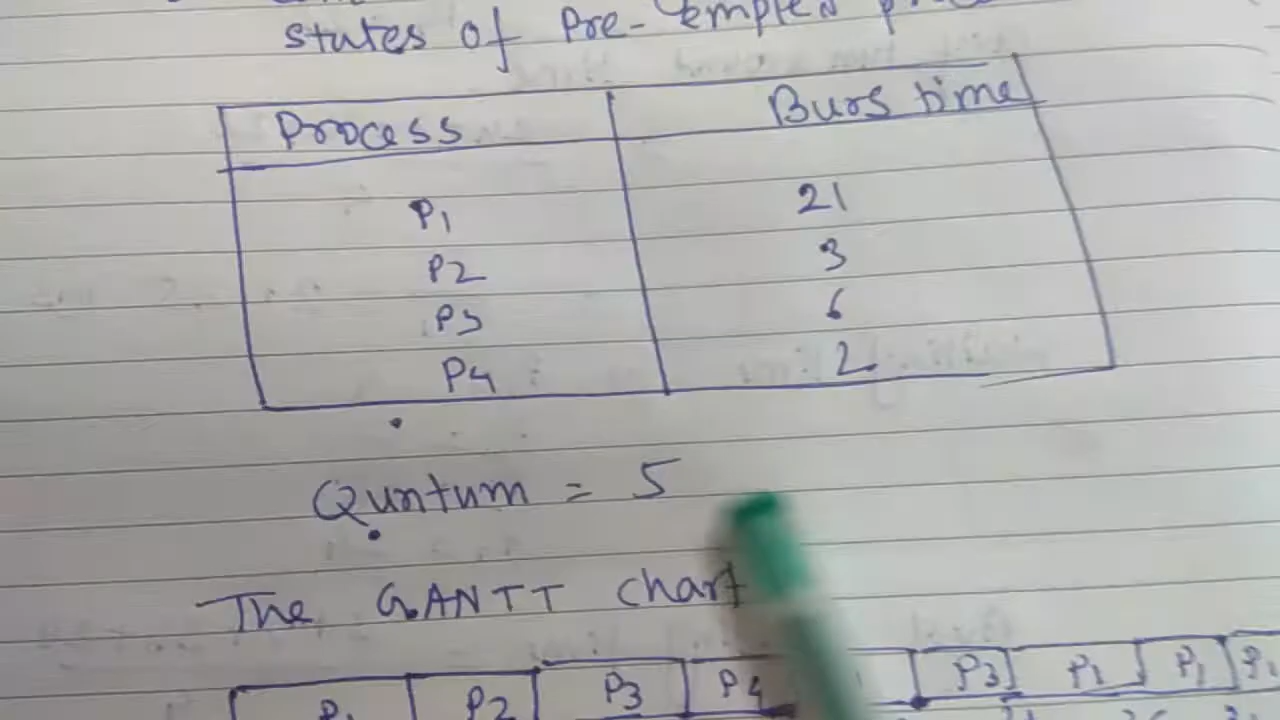 states of Pre-
Process Burs time
P1 21
P2 3
P3 6
P4 2
Quntum = 5
The GANTT chart
P1 P2 P3 P4 P3 P1 P1